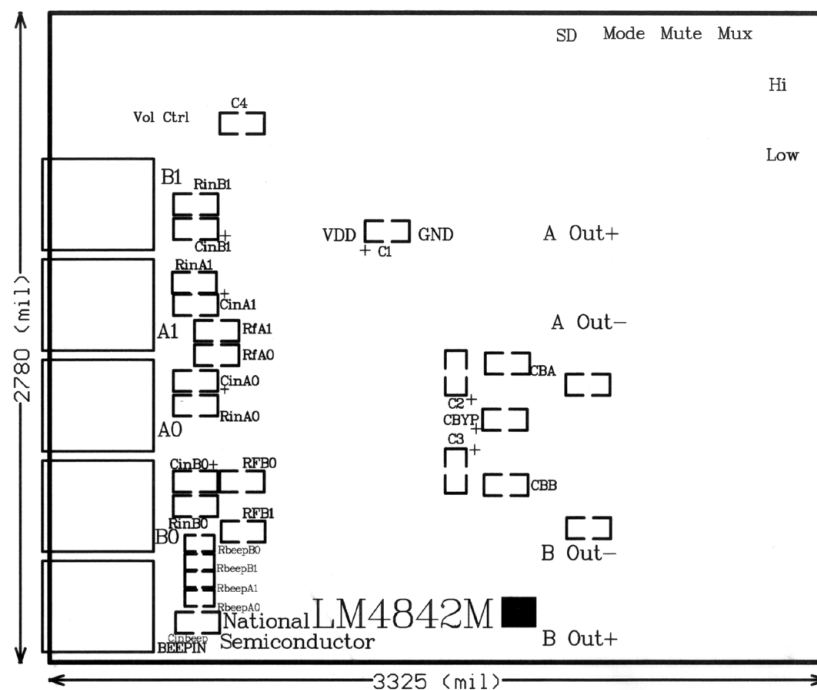 SD Mode Mute Mux
Hi
C4
Vol Ctrl
Low
B1
RinB1
CinB1
+
VDD
GND
+ C1
A Out+
RinA1
+
CinA1
A1
RfA1
A Out-
RfA0
CinA0
+
RinA0
A0
CBA
C2 +
CBYP
+
C3
+
CBB
CinB0+
RFB0
RinB0
RFB1
B0
RbeepB0
B Out-
RbeepB1
RbeepA1
RbeepA0
CinBeep
BEEPIN
National
Semiconductor
LM4842M
B Out+
2780 (mil)
3325 (mil)